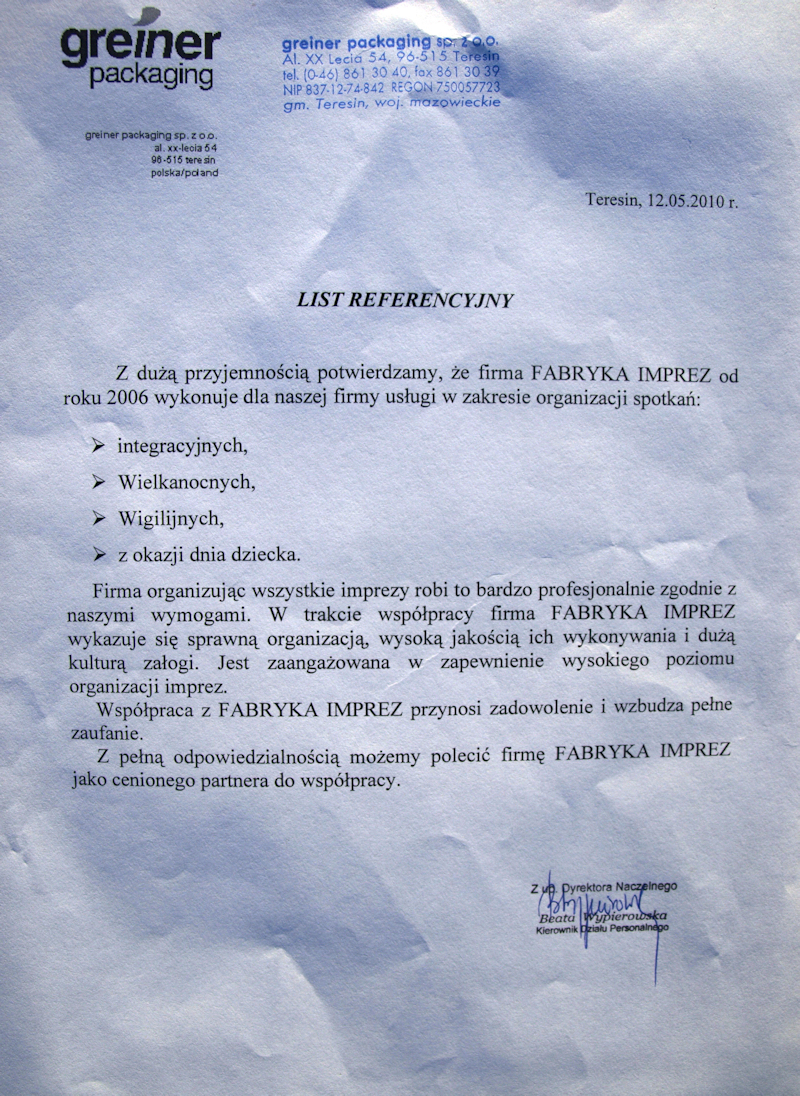 greiner
packaging
greiner packaging sp. z o.o.
Al. XX Lecia 54, 96-515 Teresin
tel. (0-46) 861 30 40, fax 861 30 39
NIP 837-12-74-842 REGON 750057723
gm. Teresin, woj. mazowieckie
greiner packaging sp. z o.o.
al. xx-lecia 54
96-515 teresin
polska/poland
Teresin, 12.05.2010 r.
LIST REFERENCYJNY
Z dużą przyjemnością potwierdzamy, że firma FABRYKA IMPREZ od
roku 2006 wykonuje dla naszej firmy usługi w zakresie organizacji spotkań:
➢ integracyjnych,
➢ Wielkanocnych,
➢ Wigilijnych,
➢ z okazji dnia dziecka.
Firma organizując wszystkie imprezy robi to bardzo profesjonalnie zgodnie z
naszymi wymogami. W trakcie współpracy firma FABRYKA IMPREZ
wykazuje się sprawną organizacją, wysoką jakością ich wykonywania i dużą
kulturą załogi. Jest zaangażowana w zapewnienie wysokiego poziomu
organizacji imprez.
Współpraca z FABRYKA IMPREZ przynosi zadowolenie i wzbudza pełne
zaufanie.
Z pełną odpowiedzialnością możemy polecić firmę FABRYKA IMPREZ
jako cenionego partnera do współpracy.
Z up. Dyrektora Naczelnego
Beata Wypierowska
Kierownik Działu Personalnego